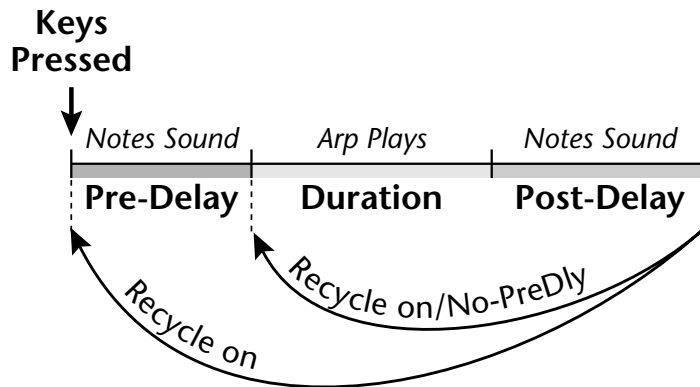 Keys
Pressed
Notes Sound Arp Plays Notes Sound
Pre-Delay Duration Post-Delay
Recycle on/No-PreDly
Recycle on